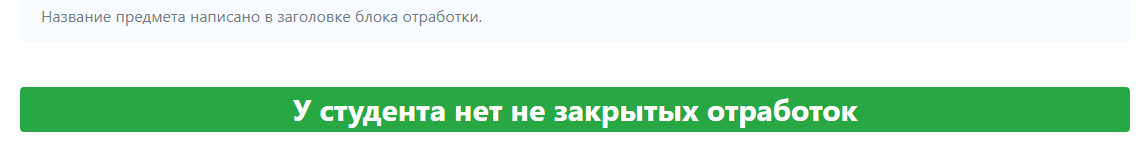 Название предмета написано в заголовке блока отработки.
У студента нет не закрытых отработок